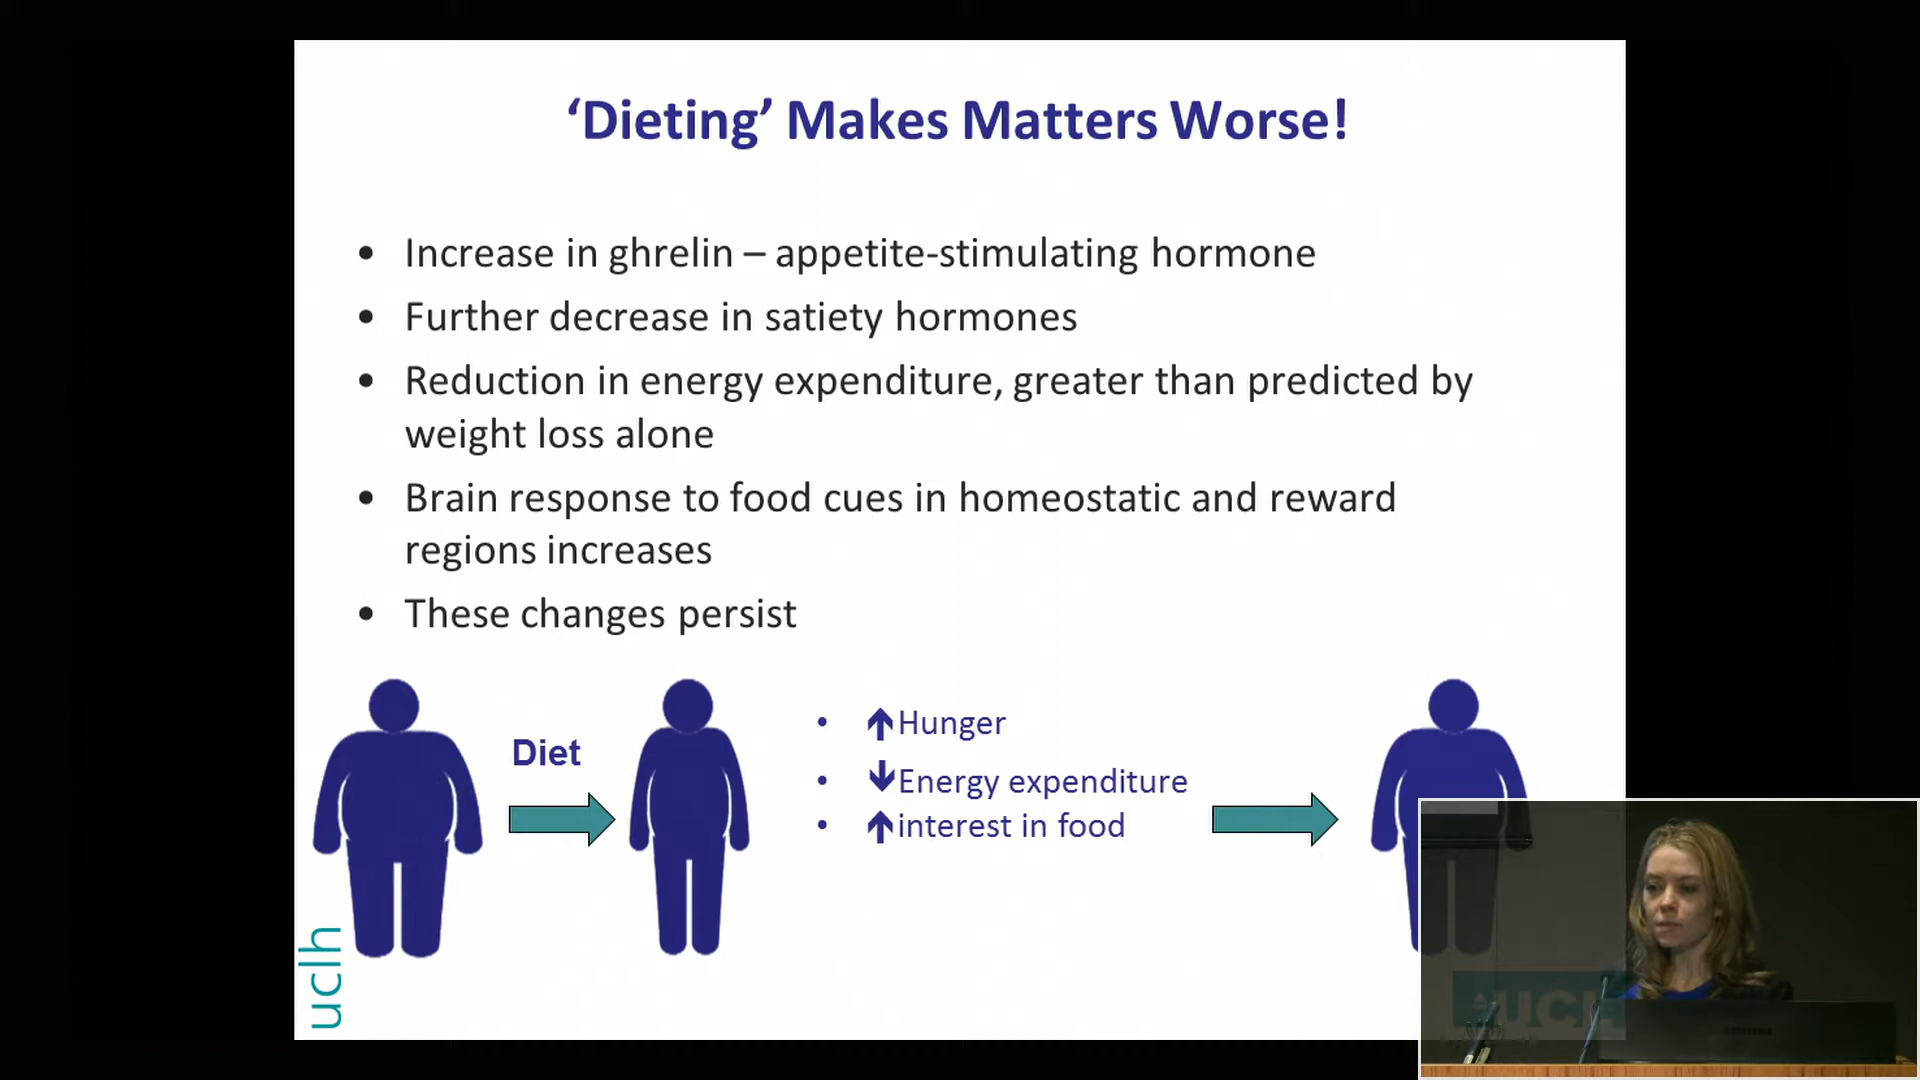 ‘Dieting’ Makes Matters Worse!
• Increase in ghrelin – appetite-stimulating hormone
• Further decrease in satiety hormones
• Reduction in energy expenditure, greater than predicted by
weight loss alone
• Brain response to food cues in homeostatic and reward
regions increases
• These changes persist
Diet
• ↑Hunger
• ↓Energy expenditure
• ↑interest in food
uclh
UCL